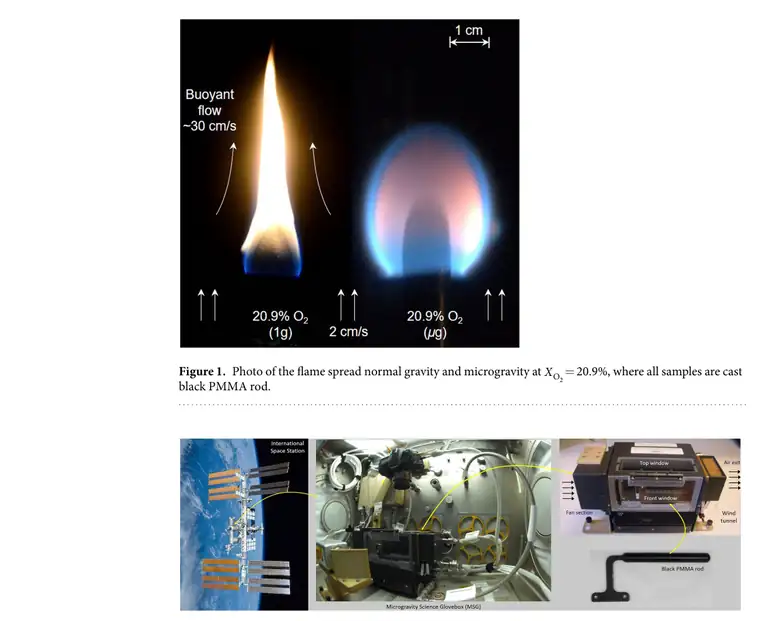 1 cm
Buoyant
flow
~30 cm/s
20.9% O₂
(1g)
2 cm/s
20.9% O₂
(µg)
Figure 1. Photo of the flame spread normal gravity and microgravity at X_O₂ = 20.9%, where all samples are cast
black PMMA rod.
International
Space Station
Microgravity Science Glovebox (MSG)
Top window
Air exit
Front window
Fan section
Wind
tunnel
Black PMMA rod